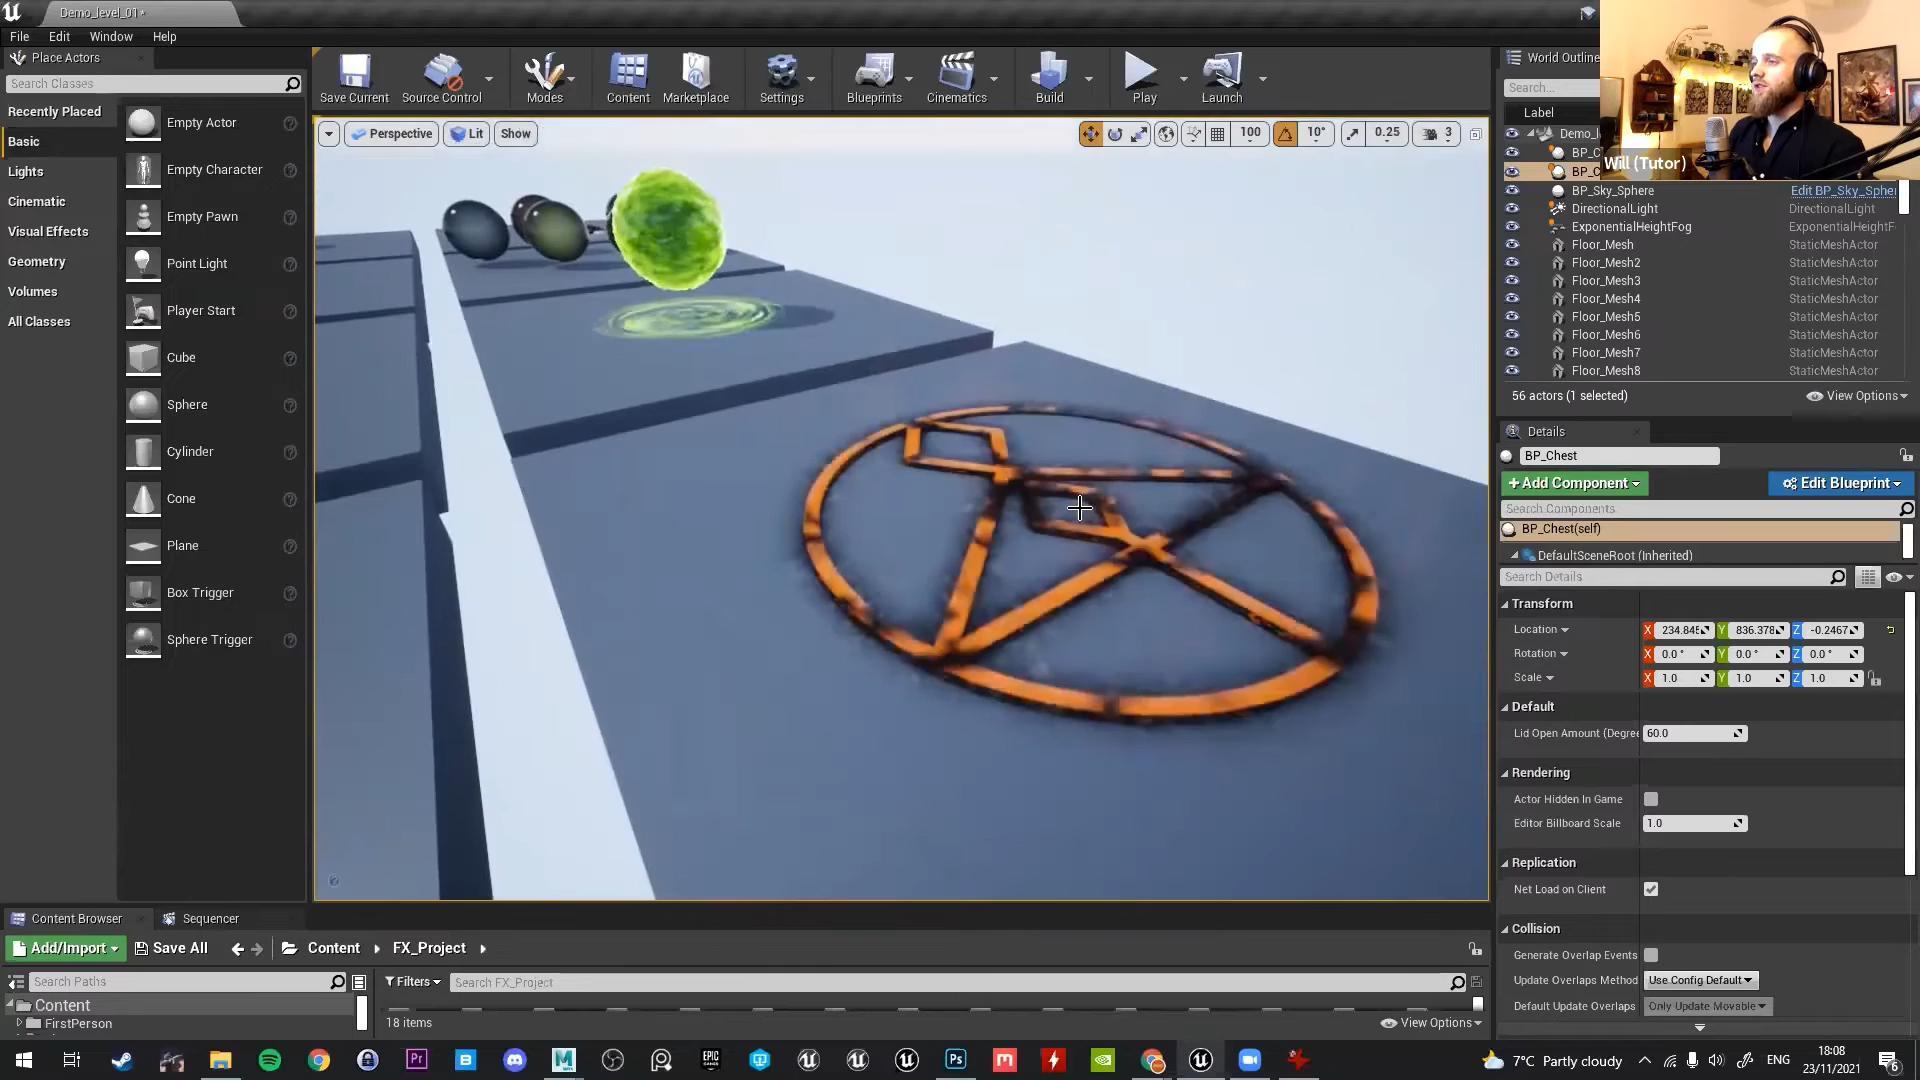 Demo_level_01*
File Edit Window Help
Place Actors
Search Classes
Recently Placed
Basic
Lights
Cinematic
Visual Effects
Geometry
Volumes
All Classes
Empty Actor
Empty Character
Empty Pawn
Point Light
Player Start
Cube
Sphere
Cylinder
Cone
Plane
Box Trigger
Sphere Trigger
Save Current Source Control Modes Content Marketplace Settings Blueprints Cinematics Build Play Launch
Perspective Lit Show
100 10° 0.25 3
World Outline
Search...
Label
Will (Tutor)
Demo_l
BP_C
BP_C
BP_Sky_Sphere Edit BP_Sky_Spher
DirectionalLight DirectionalLight
ExponentialHeightFog ExponentialHeightF
Floor_Mesh StaticMeshActor
Floor_Mesh2 StaticMeshActor
Floor_Mesh3 StaticMeshActor
Floor_Mesh4 StaticMeshActor
Floor_Mesh5 StaticMeshActor
Floor_Mesh6 StaticMeshActor
Floor_Mesh7 StaticMeshActor
Floor_Mesh8 StaticMeshActor
56 actors (1 selected) View Options
Details
BP_Chest
+Add Component Edit Blueprint
Search Components
BP_Chest(self)
DefaultSceneRoot (Inherited)
Search Details
Transform
Location X 234.845 Y 836.378 Z -0.2467
Rotation X 0.0° Y 0.0° Z 0.0°
Scale X 1.0 Y 1.0 Z 1.0
Default
Lid Open Amount (Degree 60.0
Rendering
Actor Hidden In Game
Editor Billboard Scale 1.0
Replication
Net Load on Client
Collision
Generate Overlap Events
Update Overlaps Method Use Config Default
Default Update Overlaps Only Update Movable
Content Browser Sequencer
Add/Import Save All Content FX_Project
Search Paths Filters Search FX_Project
Content
FirstPerson
18 items View Options
7°C Partly cloudy ENG 18:08
23/11/2021 6